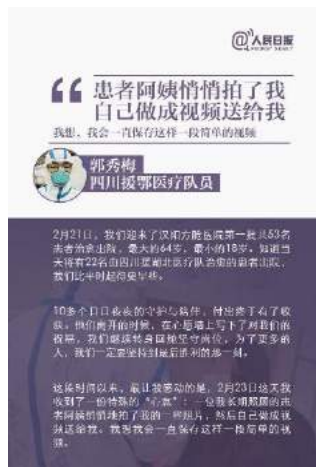 @人民日报
患者阿姨悄悄拍了我
自己做成视频送给我
我想，我会一直保存这样一段简单的视频
郭秀梅
四川援鄂医疗队员
2月21日，我们迎来了汉阳方舱医院第一批共53名
患者治愈出院，最大的64岁，最小的18岁。知道当
天将有22名由四川援湖北医疗队治愈的患者出院，
我们比平时起得更早些。
10多个日日夜夜的守护与陪伴，付出终于有了收
获。他们离开的时候，在心愿墙上写下了对我们的
祝福，我们继续转身回舱坚守岗位，为了更多的
人，我们一定要坚持到最后胜利的那一刻。
这段时间以来，最让我感动的是，2月23日这天我
收到了一份特殊的“心意”：一位我长期照顾的患
者阿姨悄悄地拍了我的一些照片，然后自己做成视
频送给我。我想我会一直保存这样一段简单的视
频。